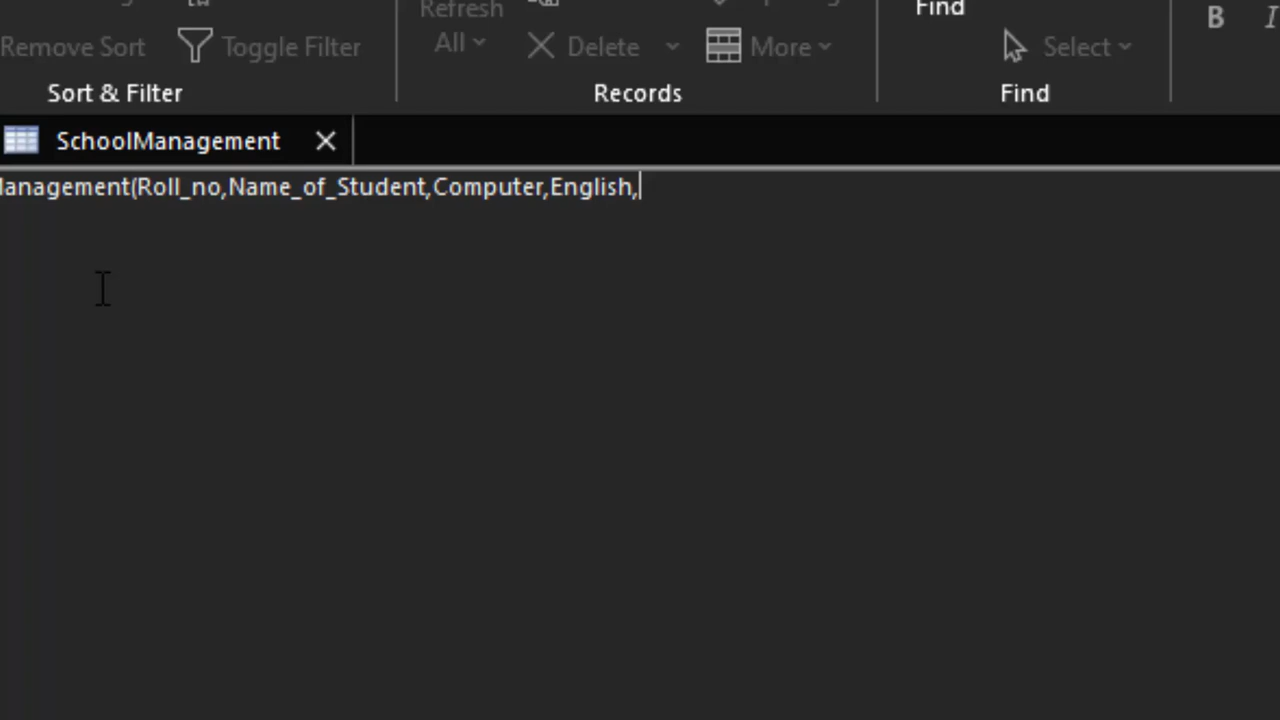 Refresh
Find
Remove Sort
Toggle Filter
All
Delete
More
Select
B
I
Sort & Filter
Records
Find
SchoolManagement
Management(Roll_no,Name_of_Student,Computer,English,